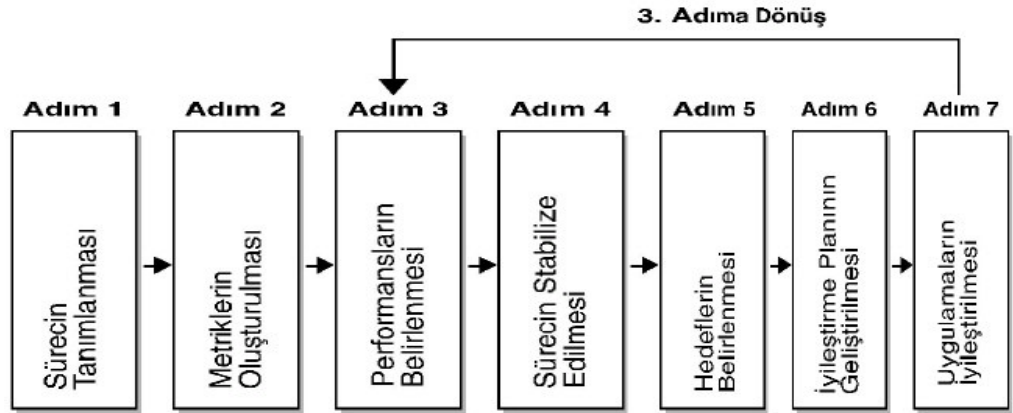 3. Adıma Dönüş
Adım 1
Adım 2
Adım 3
Adım 4
Adım 5
Adım 6
Adım 7
Sürecin
Tanımlanması
Metriklerin
Oluşturulması
Performansların
Belirlenmesi
Sürecin Stabilize
Edilmesi
Hedeflerin
Belirlenmesi
İyileştirme Planının
Geliştirilmesi
Uygulamaların
İyileştirilmesi